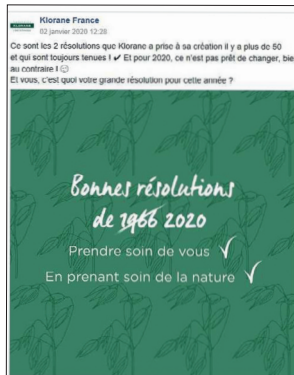 Klorane France
02 janvier 2020 12:28
Ce sont les 2 résolutions que Klorane a prise à sa création il y a plus de 50
et qui sont toujours tenues ! ✔ Et pour 2020, ce n'est pas prêt de changer, bie
au contraire !
Et vous, c'est quoi votre grande résolution pour cette année ?
Bonnes résolutions
de 1966 2020
Prendre soin de vous ✓
En prenant soin de la nature ✓